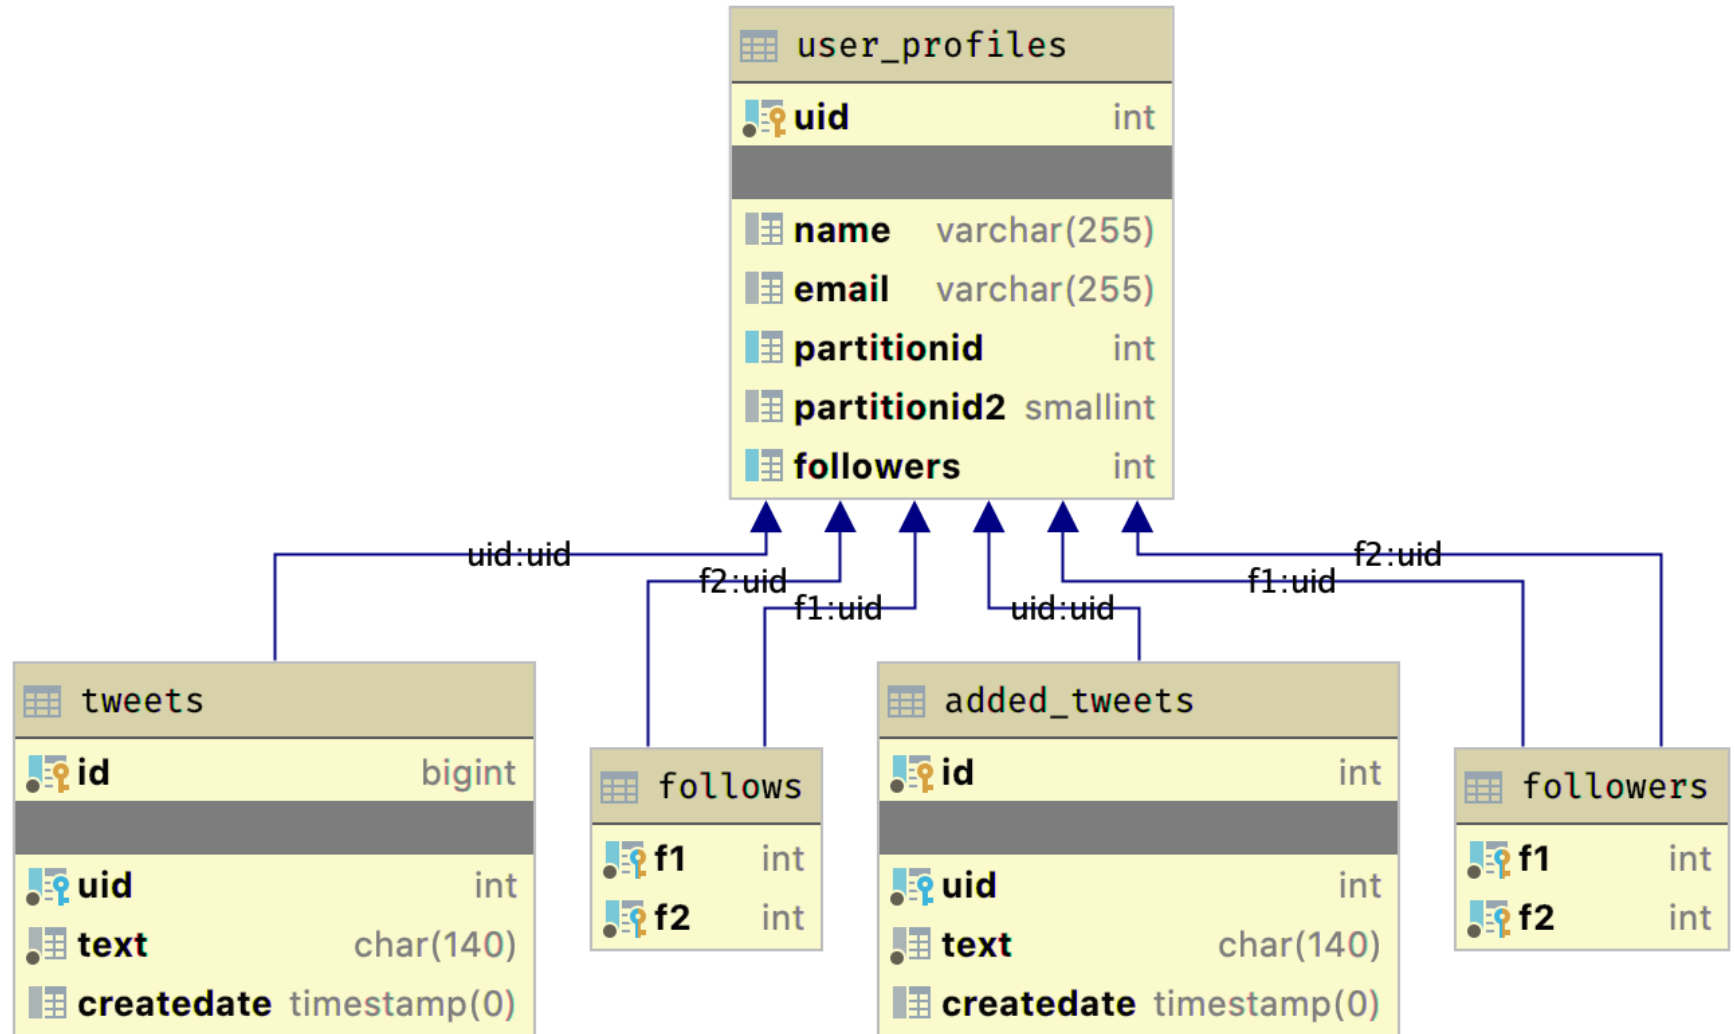 user_profiles
uid int
name varchar(255)
email varchar(255)
partitionid int
partitionid2 smallint
followers int
uid:uid
f2:uid
f1:uid
uid:uid
f1:uid
f2:uid
tweets
id bigint
uid int
text char(140)
createdate timestamp(0)
follows
f1 int
f2 int
added_tweets
id int
uid int
text char(140)
createdate timestamp(0)
followers
f1 int
f2 int